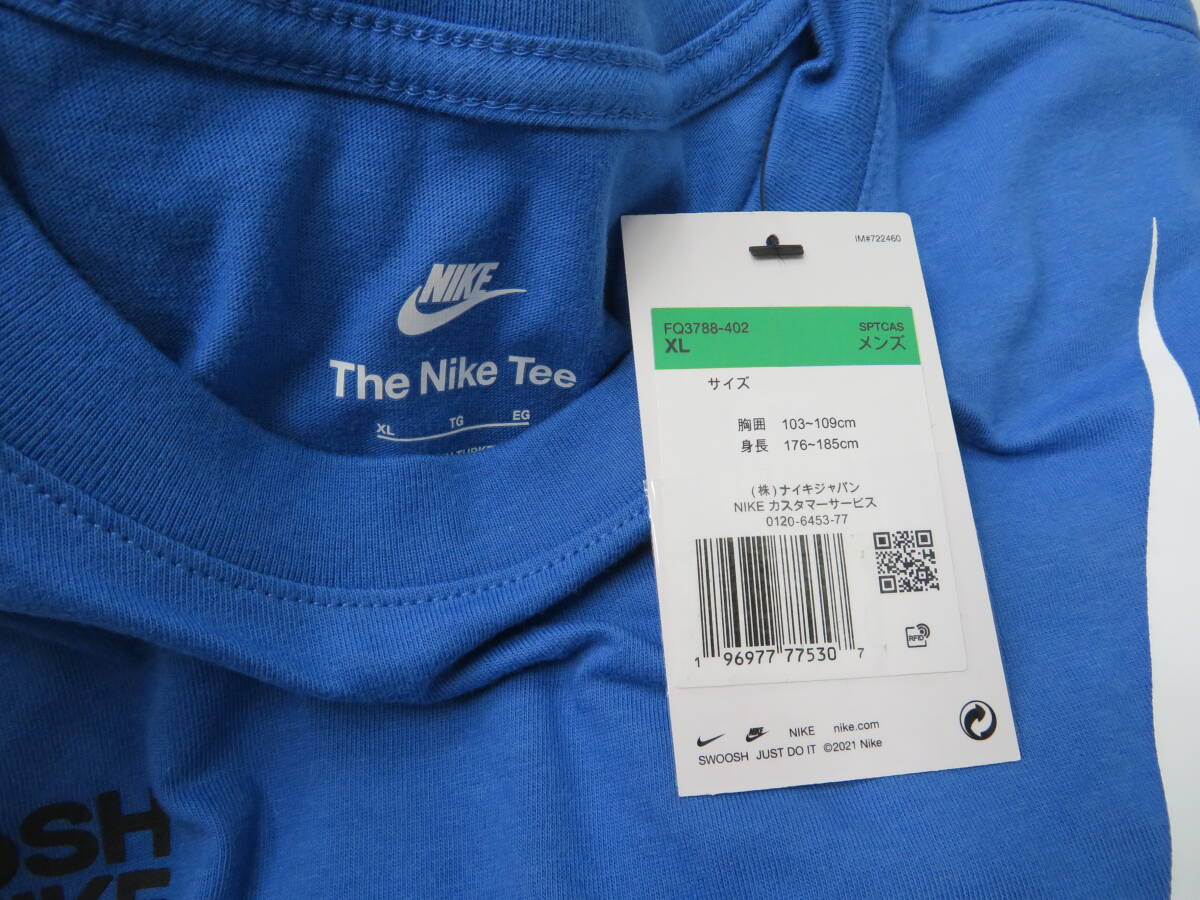 NIKE
The Nike Tee
XL TG EG
IM#722460
FQ3788-402 SPTCAS
XL メンズ
サイズ
胸囲 103~109cm
身長 176~185cm
(株)ナイキジャパン
NIKE カスタマーサービス
0120-6453-77
1 96977 77530 7
RFID
NIKE NIKE nike.com
SWOOSH JUST DO IT ©2021 Nike
OSH